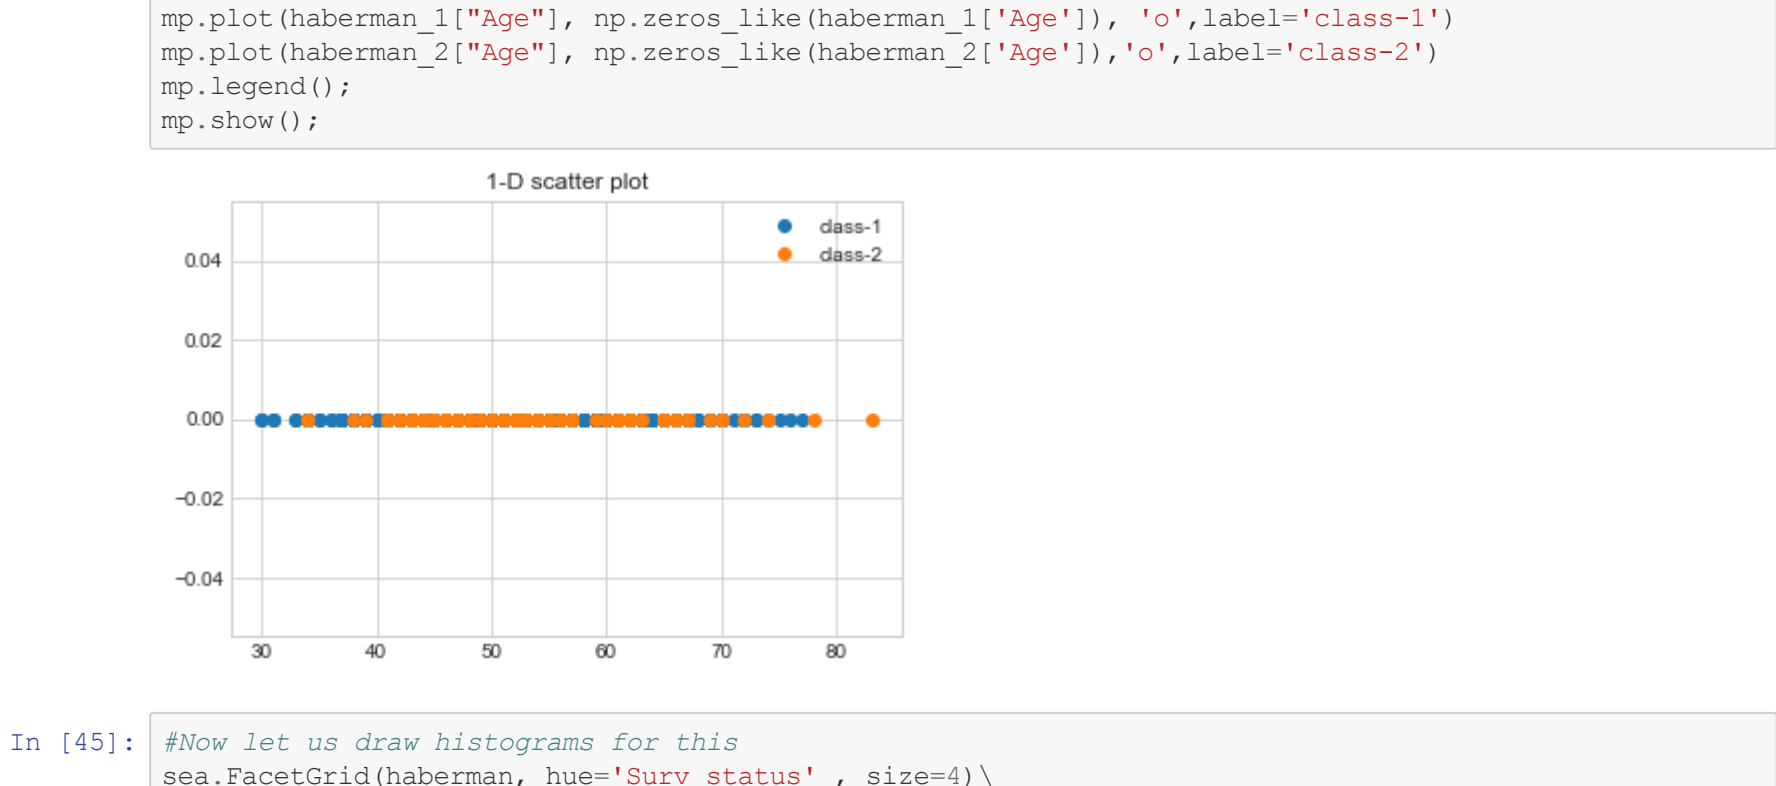 mp.plot(haberman_1["Age"], np.zeros_like(haberman_1['Age']), 'o',label='class-1')
mp.plot(haberman_2["Age"], np.zeros_like(haberman_2['Age']),'o',label='class-2')
mp.legend();
mp.show();
1-D scatter plot
class-1
class-2
0.04
0.02
0.00
−0.02
−0.04
30 40 50 60 70 80
In [45]: #Now let us draw histograms for this
sea.FacetGrid(haberman, hue='Surv status' , size=4)\